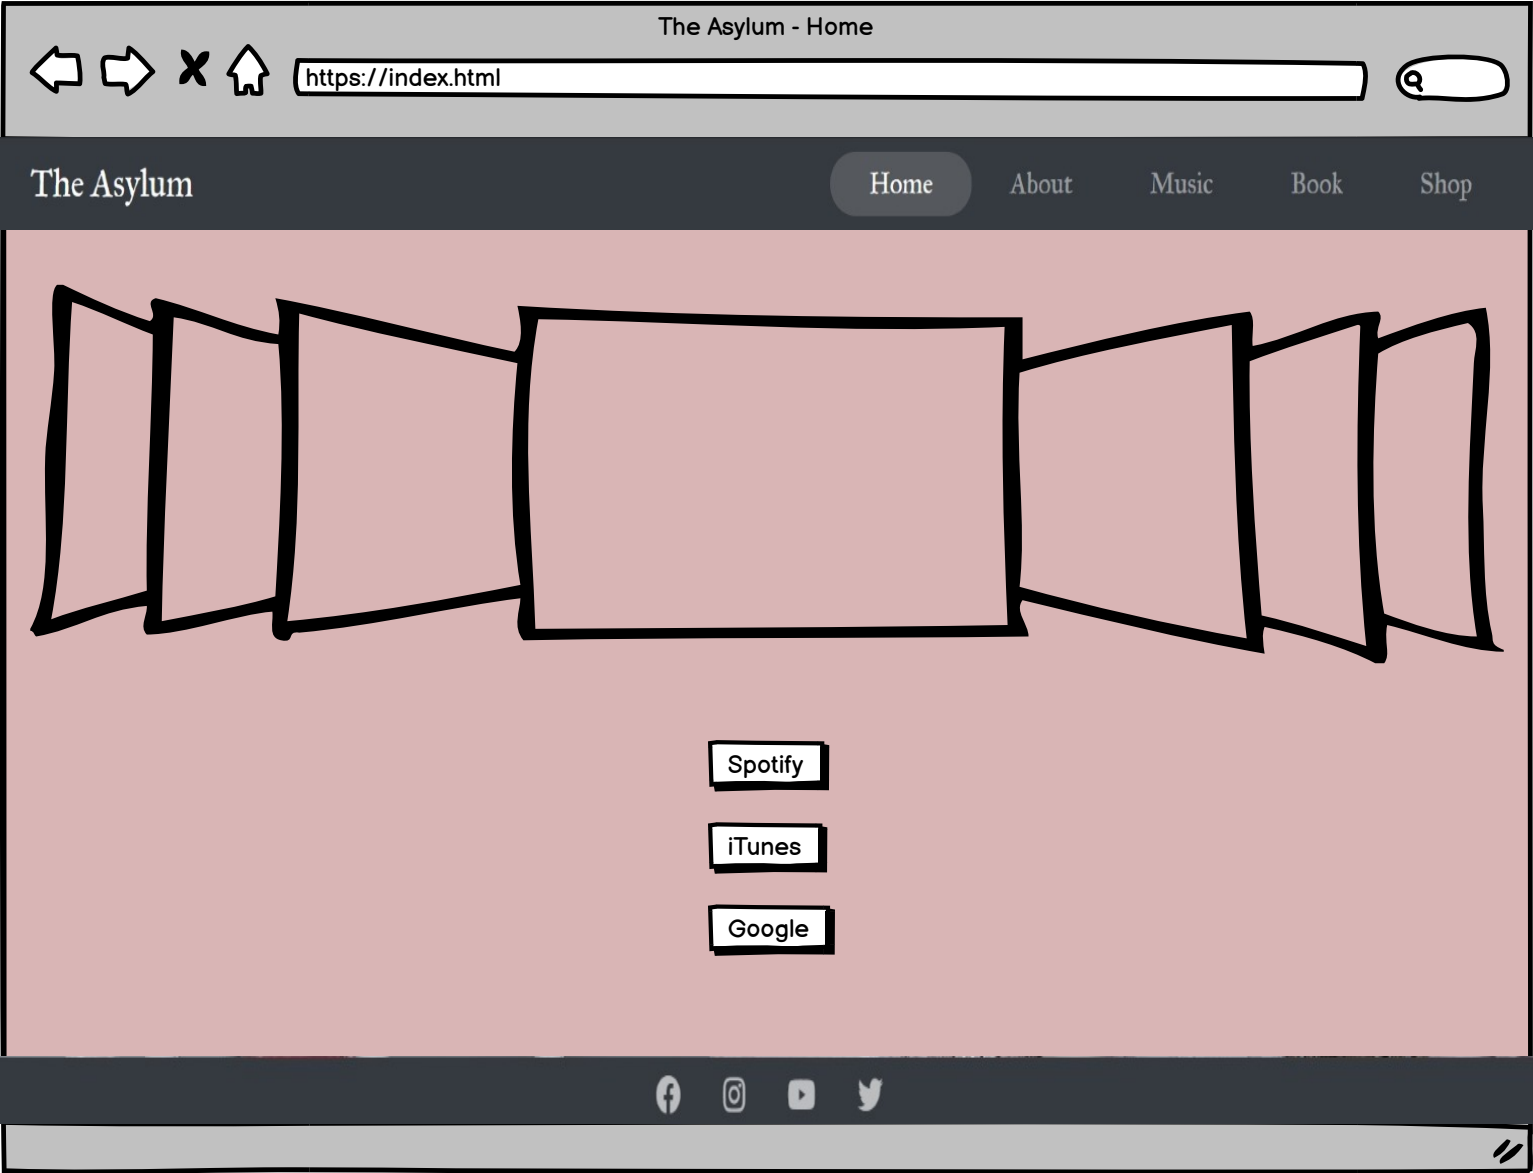 The Asylum - Home
https://index.html
The Asylum Home About Music Book Shop
Spotify
iTunes
Google